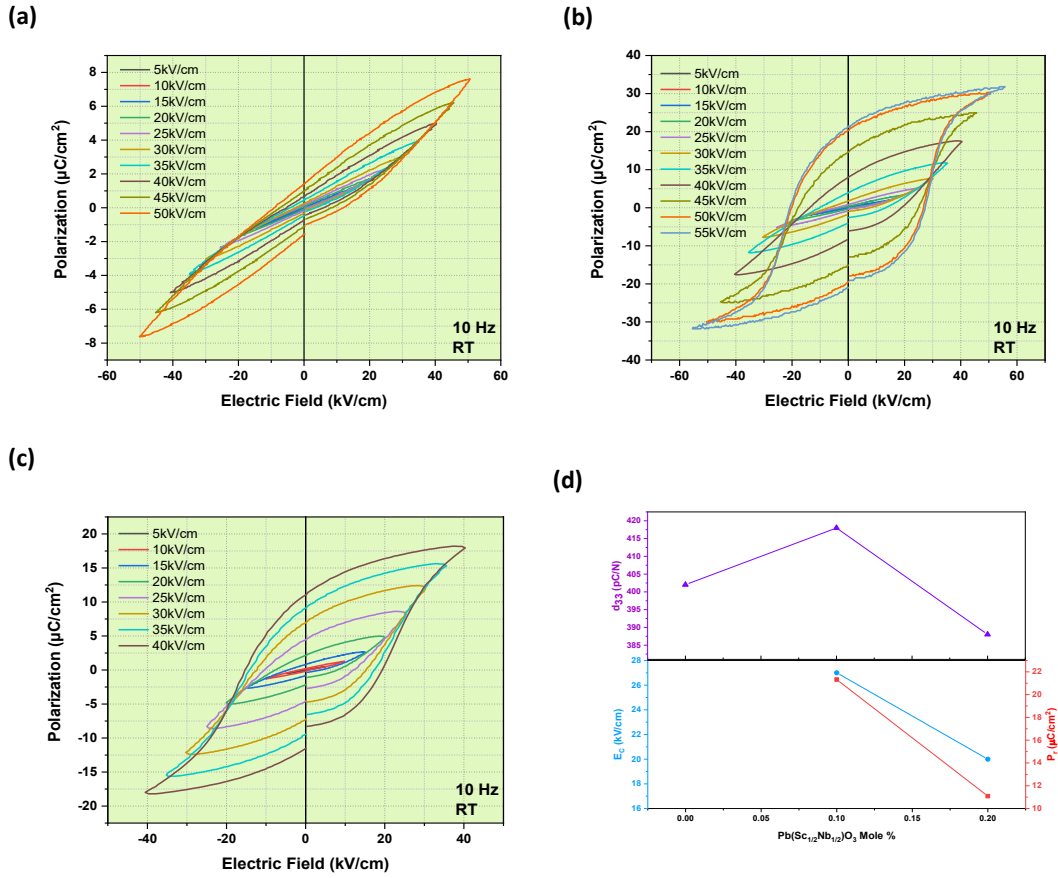 (a)
8
6
4
2
0
-2
-4
-6
-8
Polarization (µC/cm²)
5kV/cm
10kV/cm
15kV/cm
20kV/cm
25kV/cm
30kV/cm
35kV/cm
40kV/cm
45kV/cm
50kV/cm
10 Hz
RT
-60 -40 -20 0 20 40 60
Electric Field (kV/cm)
(b)
40
30
20
10
0
-10
-20
-30
-40
Polarization (µC/cm²)
5kV/cm
10kV/cm
15kV/cm
20kV/cm
25kV/cm
30kV/cm
35kV/cm
40kV/cm
45kV/cm
50kV/cm
55kV/cm
10 Hz
RT
-60 -40 -20 0 20 40 60
Electric Field (kV/cm)
(c)
20
15
10
5
0
-5
-10
-15
-20
Polarization (µC/cm²)
5kV/cm
10kV/cm
15kV/cm
20kV/cm
25kV/cm
30kV/cm
35kV/cm
40kV/cm
10 Hz
RT
-40 -20 0 20 40
Electric Field (kV/cm)
(d)
420
415
410
405
400
395
390
385
d₃₃ (pC/N)
28
26
24
22
20
18
16
E_C (kV/cm)
22
21
20
19
18
17
16
15
14
13
12
11
10
P_r (µC/cm²)
0.00 0.05 0.10 0.15 0.20
Pb(Sc₁/₂Nb₁/₂)O₃ Mole %